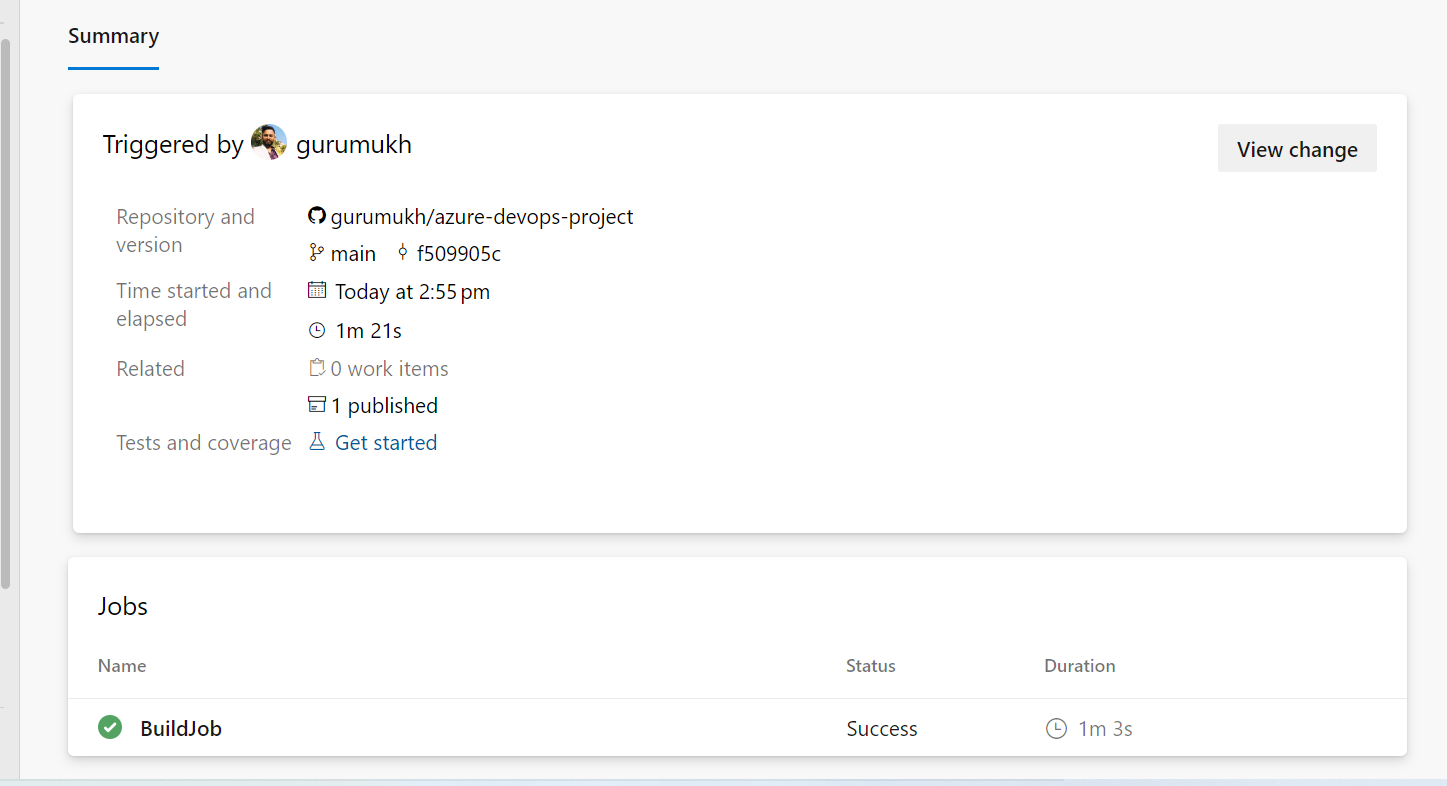 Summary
Triggered by gurumukh
View change
Repository and version
gurumukh/azure-devops-project
main f509905c
Time started and elapsed
Today at 2:55 pm
1m 21s
Related
0 work items
1 published
Tests and coverage
Get started
Jobs
Name Status Duration
BuildJob Success 1m 3s